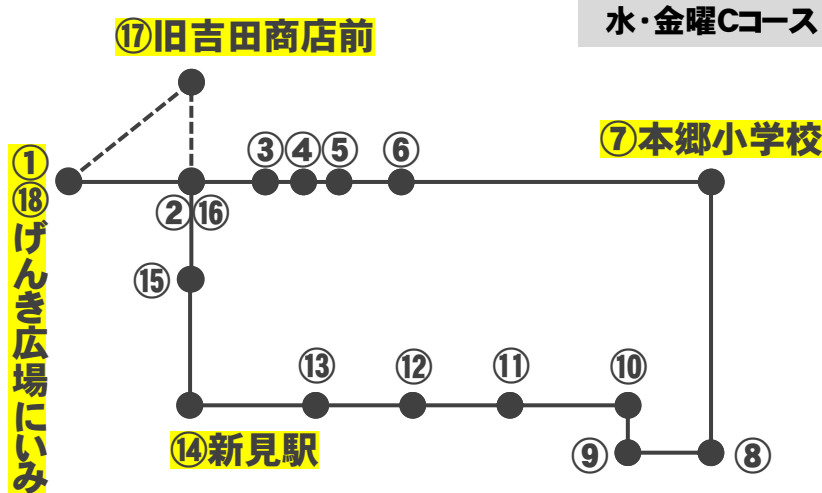 水・金曜Cコース
⑰旧吉田商店前
③④⑤
⑥
⑦本郷小学校
①
⑱
げんき広場にいみ
②⑯
⑮
⑬
⑫
⑪
⑩
⑭新見駅
⑨
⑧